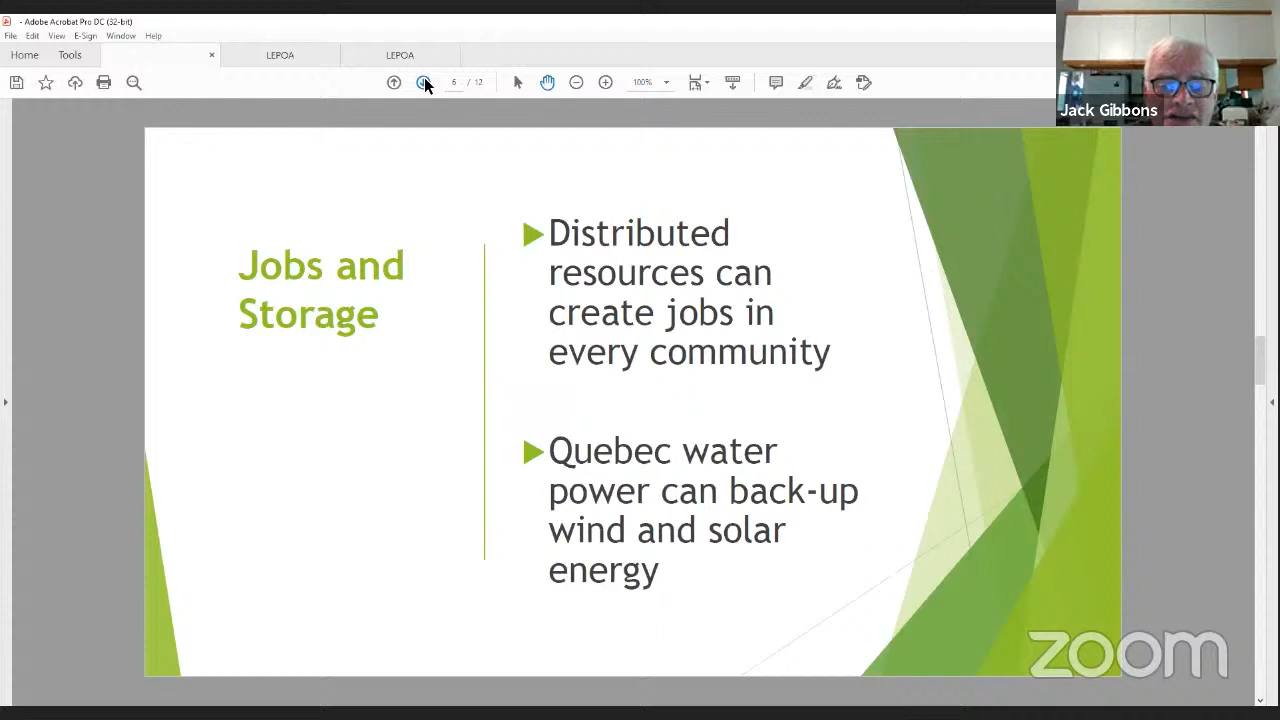 - Adobe Acrobat Pro DC (32-bit)
File Edit View E-Sign Window Help
Home Tools × LEPOA LEPOA
6 / 12 100%
Jack Gibbons
Jobs and
Storage
Distributed
resources can
create jobs in
every community
Quebec water
power can back-up
wind and solar
energy
zoom